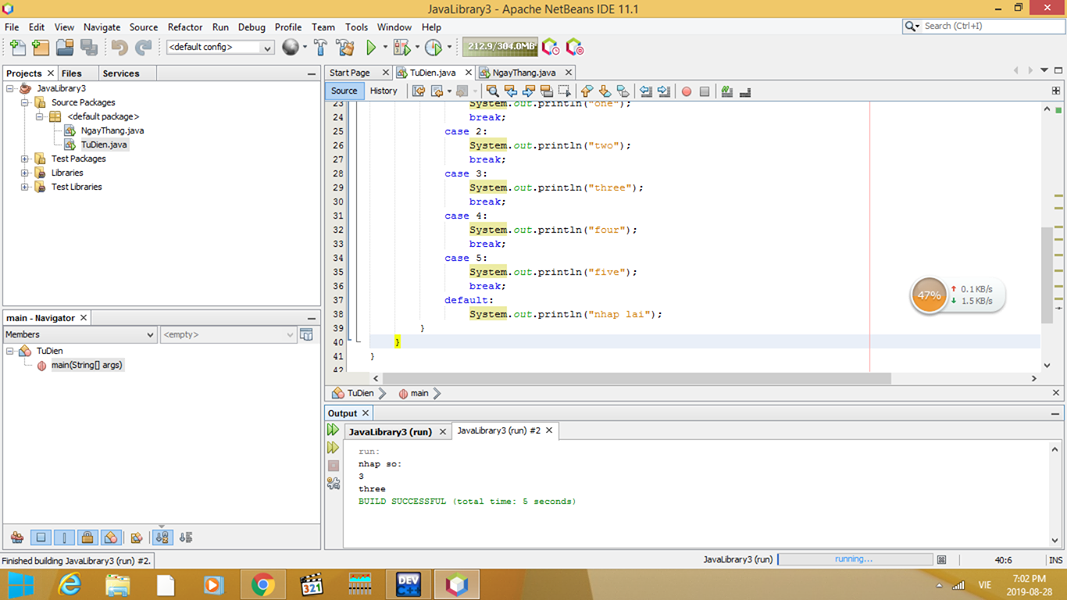 JavaLibrary3 - Apache NetBeans IDE 11.1
File Edit View Navigate Source Refactor Run Debug Profile Team Tools Window Help
Search (Ctrl+I)
<default config>
212.9/304.0MB
Projects Files Services
JavaLibrary3
Source Packages
<default package>
NgayThang.java
TuDien.java
Test Packages
Libraries
Test Libraries
main - Navigator
Members
<empty>
TuDien
main(String[] args)
Start Page TuDien.java NgayThang.java
Source History
23 System.out.println("one");
24 break;
25 case 2:
26 System.out.println("two");
27 break;
28 case 3:
29 System.out.println("three");
30 break;
31 case 4:
32 System.out.println("four");
33 break;
34 case 5:
35 System.out.println("five");
36 break;
37 default:
38 System.out.println("nhap lai");
39 }
40 }
41 }
42
47%
0.1 KB/s
1.5 KB/s
TuDien main
Output
JavaLibrary3 (run) JavaLibrary3 (run) #2
run:
nhap so:
3
three
BUILD SUCCESSFUL (total time: 5 seconds)
Finished building JavaLibrary3 (run) #2.
JavaLibrary3 (run) running... 40:6 INS
321
DEV
VIE
7:02 PM
2019-08-28